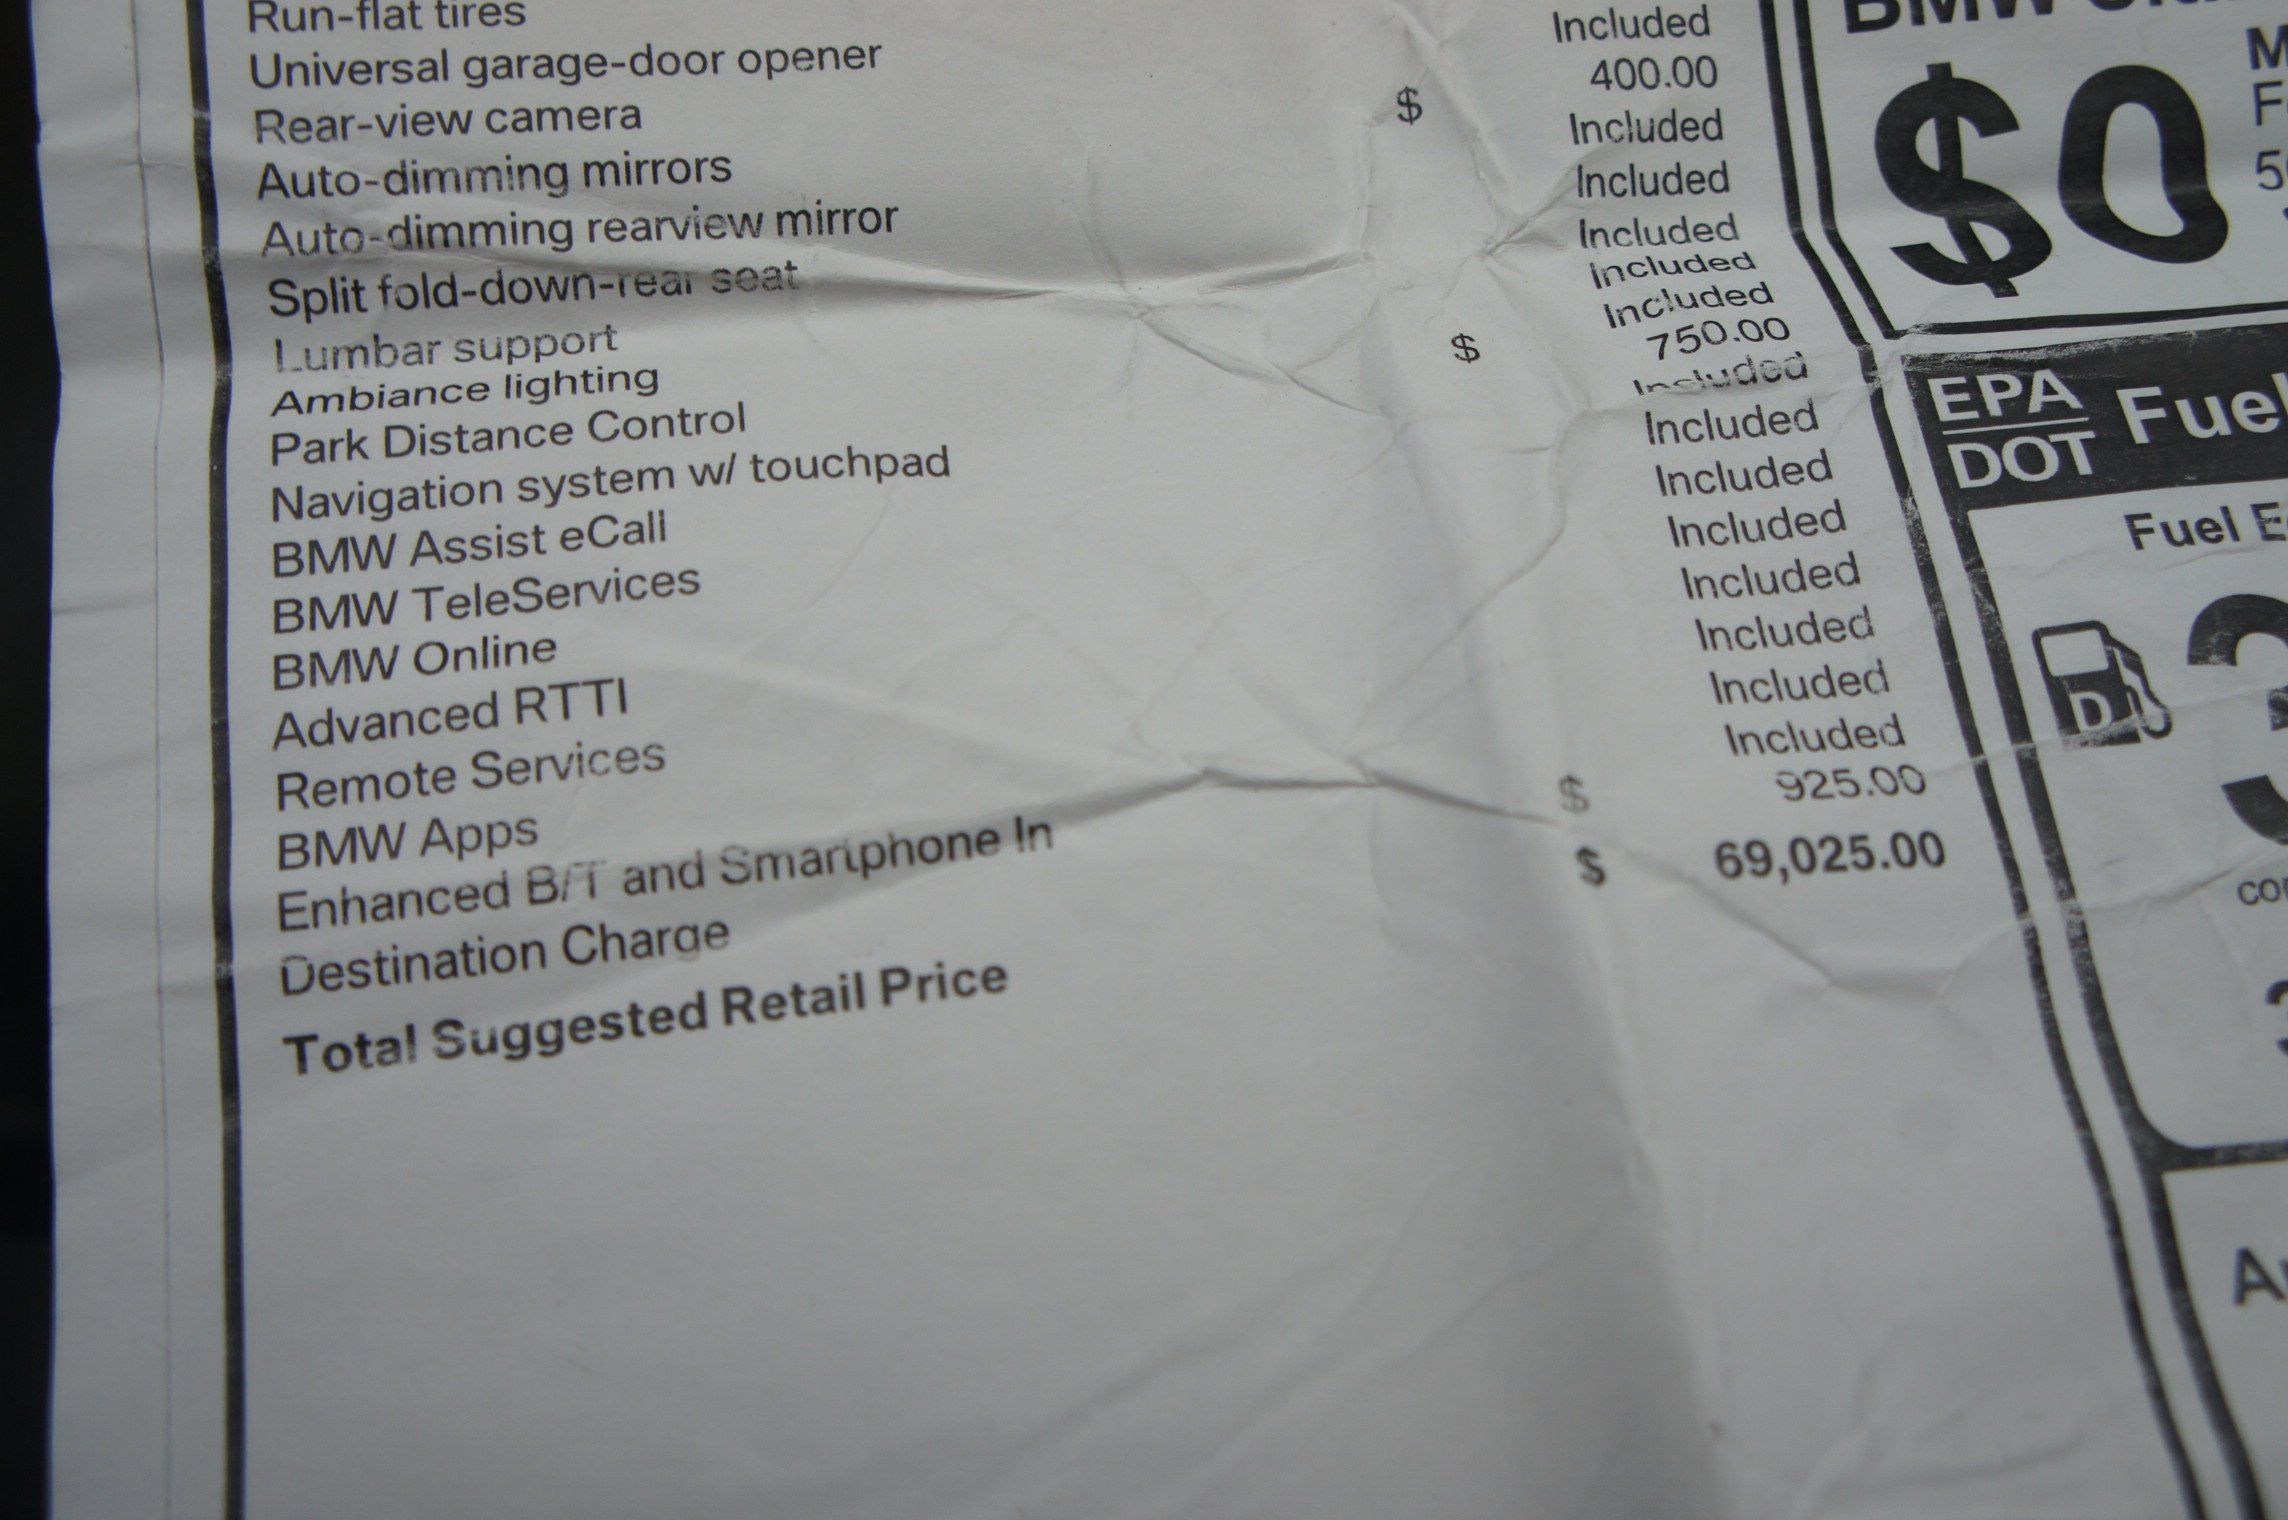 Run-flat tires
Universal garage-door opener Included
Rear-view camera $ 400.00
Auto-dimming mirrors Included
Auto-dimming rearview mirror Included
Split fold-down-rear seat Included
Lumbar support Included
Ambiance lighting Included
Park Distance Control $ 750.00
Navigation system w/ touchpad Included
BMW Assist eCall Included
BMW TeleServices Included
BMW Online Included
Advanced RTTI Included
Remote Services Included
BMW Apps Included
Enhanced B/T and Smartphone In Included
Destination Charge $ 925.00
Total Suggested Retail Price $ 69,025.00
BMW
$0
EPA
DOT
Fuel
Fuel E
D